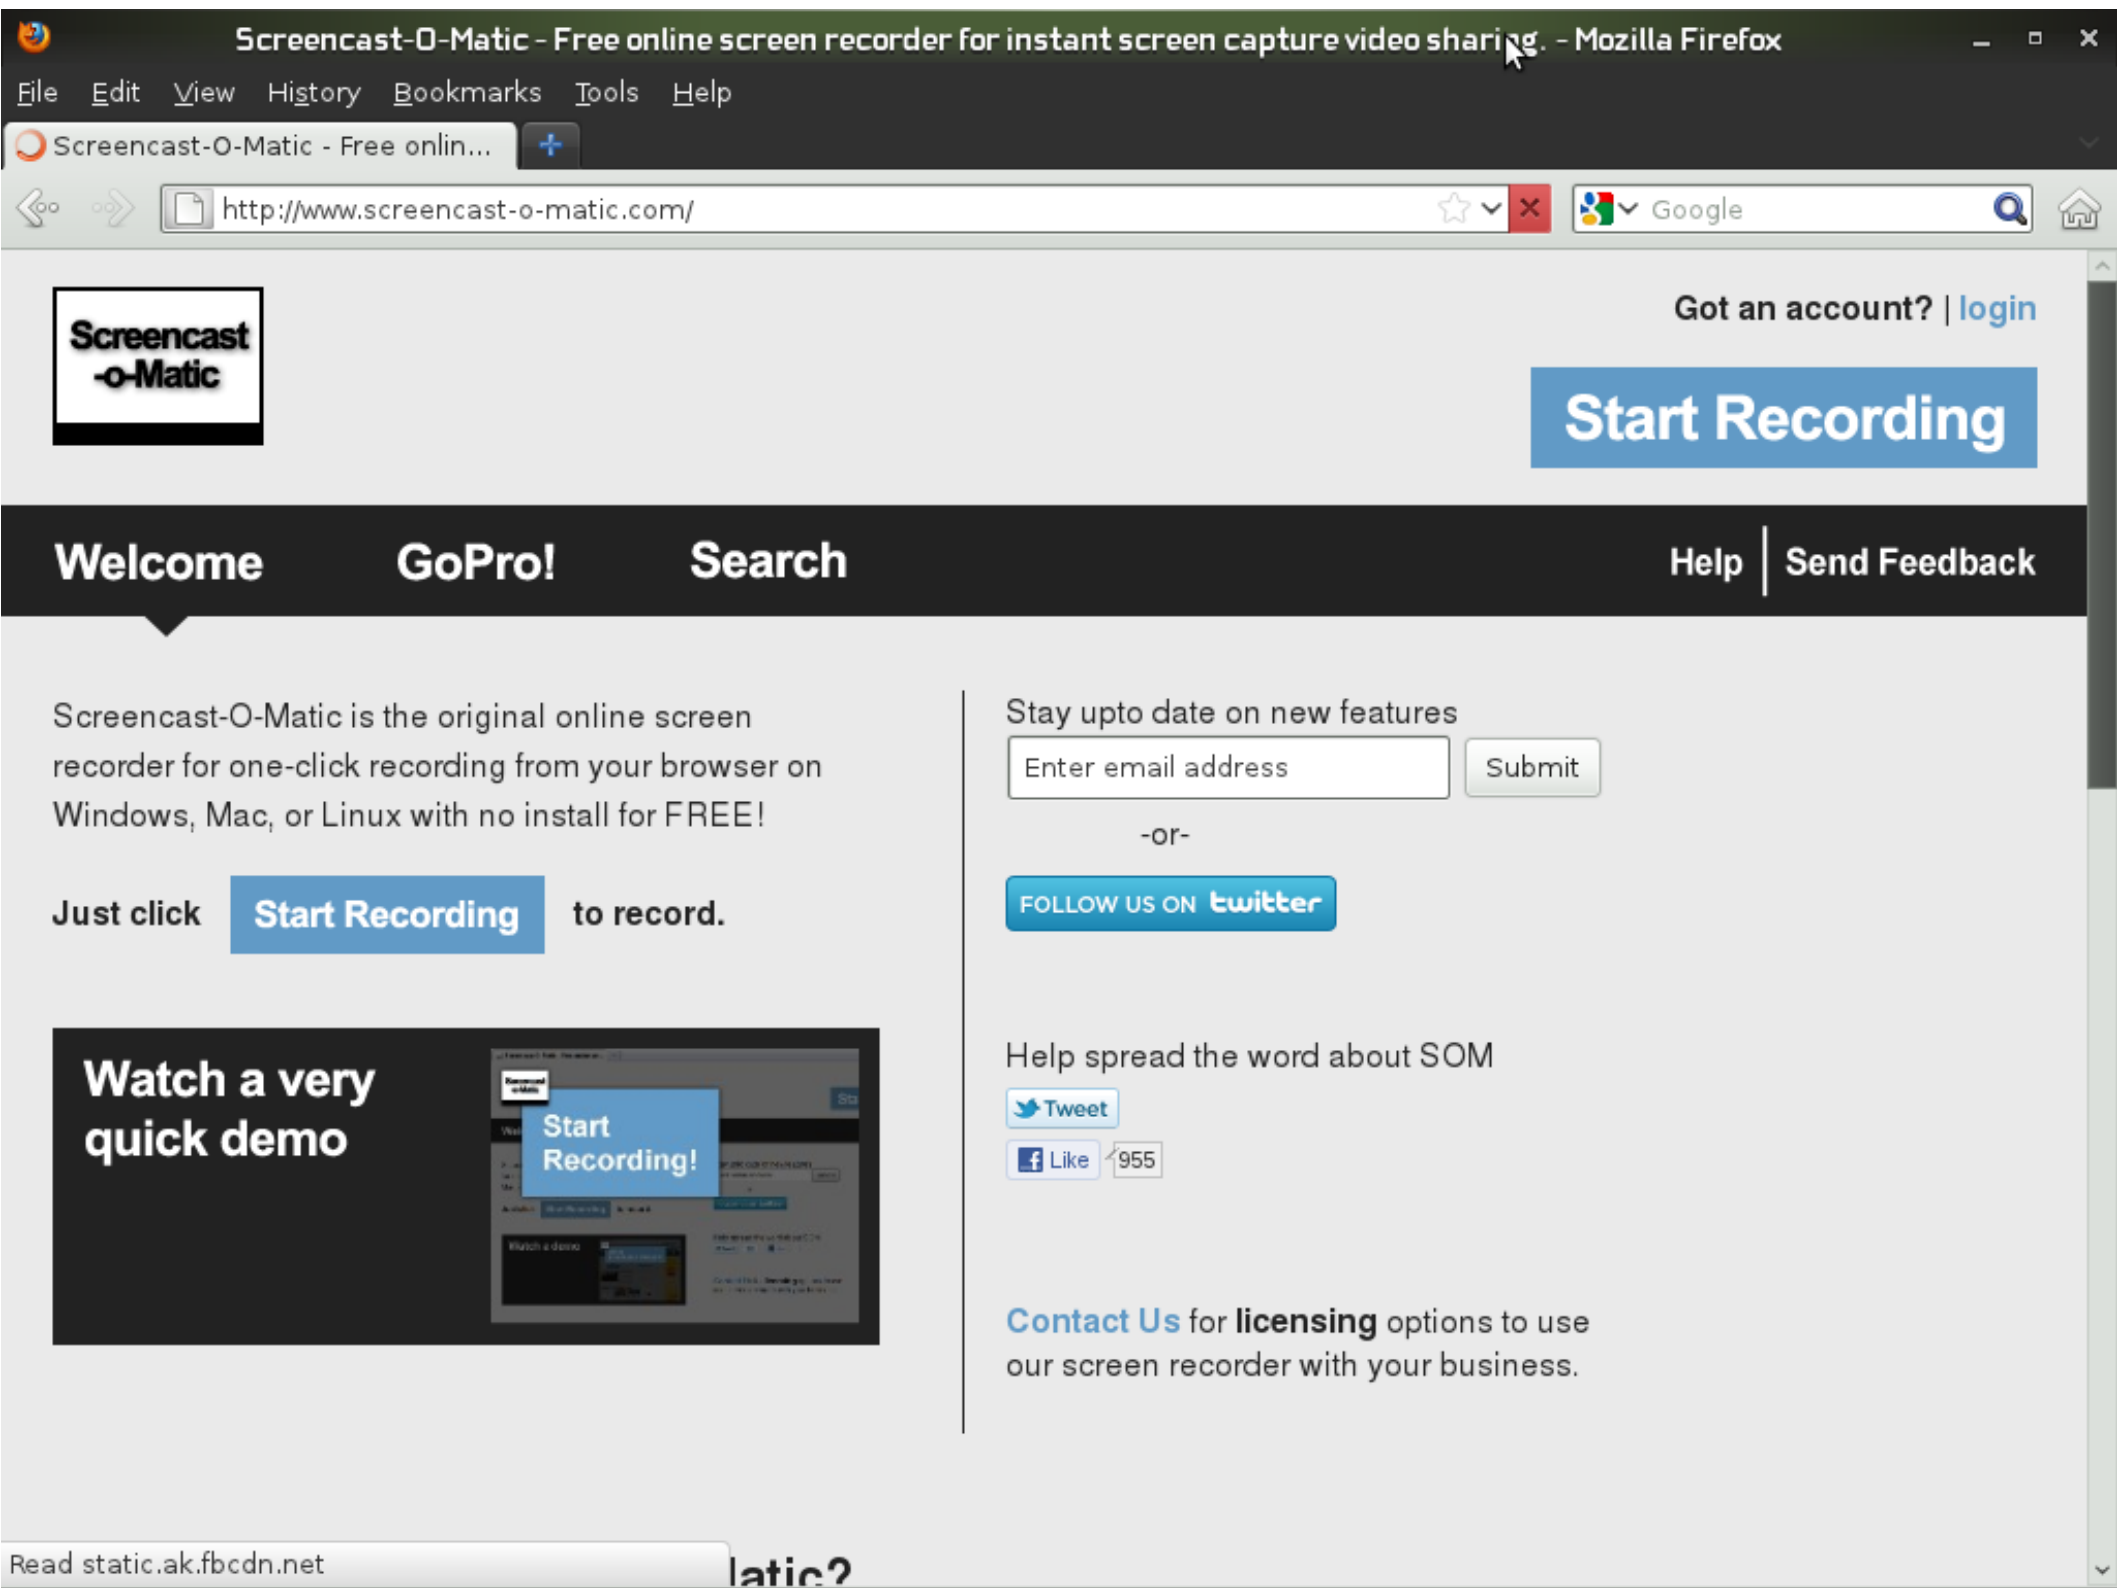 Screencast-O-Matic - Free online screen recorder for instant screen capture video sharing. - Mozilla Firefox
File Edit View History Bookmarks Tools Help
Screencast-O-Matic - Free onlin...
http://www.screencast-o-matic.com/
Google
Screencast
-o-Matic
Got an account? | login
Start Recording
Welcome GoPro! Search Help Send Feedback
Screencast-O-Matic is the original online screen
recorder for one-click recording from your browser on
Windows, Mac, or Linux with no install for FREE!
Just click Start Recording to record.
Watch a very
quick demo
Start
Recording!
Watch a demo
Stay upto date on new features
Enter email address Submit
-or-
FOLLOW US ON twitter
Help spread the word about SOM
Tweet
Like 955
Contact Us for licensing options to use
our screen recorder with your business.
Read static.ak.fbcdn.net
latic?